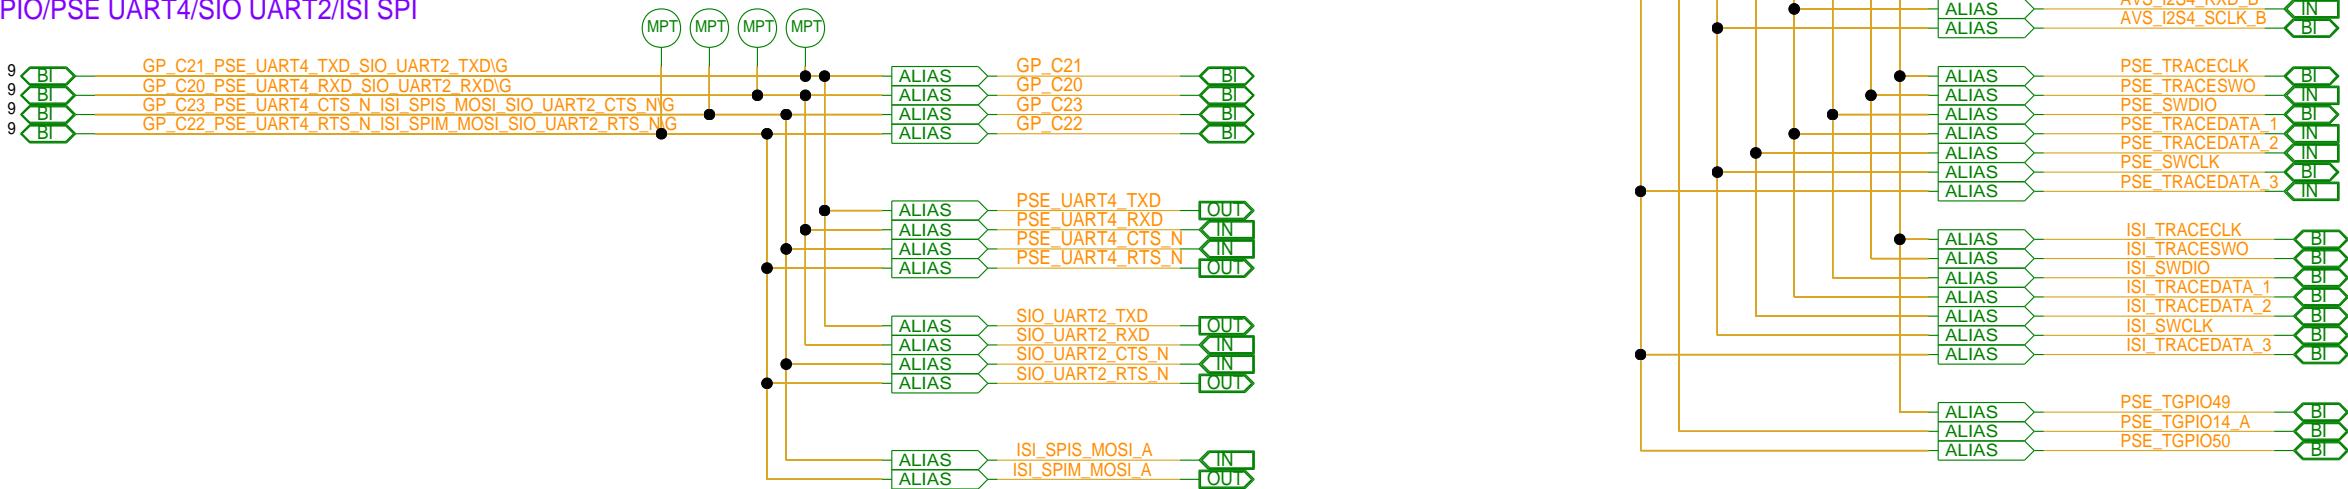 PIO/PSE UART4/SIO UART2/ISI SPI
MPT MPT MPT MPT
9 BI GP_C21_PSE_UART4_TXD_SIO_UART2_TXD\G ALIAS GP_C21 BI
9 BI GP_C20_PSE_UART4_RXD_SIO_UART2_RXD\G ALIAS GP_C20 BI
9 BI GP_C23_PSE_UART4_CTS_N_ISI_SPIS_MOSI_SIO_UART2_CTS_N\G ALIAS GP_C23 BI
9 BI GP_C22_PSE_UART4_RTS_N_ISI_SPIM_MOSI_SIO_UART2_RTS_N\G ALIAS GP_C22 BI
ALIAS PSE_UART4_TXD OUT
ALIAS PSE_UART4_RXD IN
ALIAS PSE_UART4_CTS_N IN
ALIAS PSE_UART4_RTS_N OUT
ALIAS SIO_UART2_TXD OUT
ALIAS SIO_UART2_RXD IN
ALIAS SIO_UART2_CTS_N IN
ALIAS SIO_UART2_RTS_N OUT
ALIAS ISI_SPIS_MOSI_A IN
ALIAS ISI_SPIM_MOSI_A OUT
ALIAS AVS_I2S4_RXD_B IN
ALIAS AVS_I2S4_SCLK_B BI
ALIAS PSE_TRACECLK BI
ALIAS PSE_TRACESWO IN
ALIAS PSE_SWDIO BI
ALIAS PSE_TRACEDATA_1 IN
ALIAS PSE_TRACEDATA_2 IN
ALIAS PSE_SWCLK BI
ALIAS PSE_TRACEDATA_3 IN
ALIAS ISI_TRACECLK BI
ALIAS ISI_TRACESWO BI
ALIAS ISI_SWDIO BI
ALIAS ISI_TRACEDATA_1 BI
ALIAS ISI_TRACEDATA_2 BI
ALIAS ISI_SWCLK BI
ALIAS ISI_TRACEDATA_3 BI
ALIAS PSE_TGPIO49 BI
ALIAS PSE_TGPIO14_A BI
ALIAS PSE_TGPIO50 BI